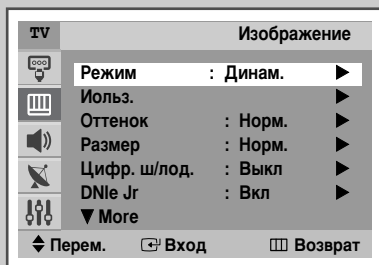 TV Изображение
Режим : Динам.
Иольз.
Оттенок : Норм.
Размер : Норм.
Цифр. ш/лод. : Выкл
DNIe Jr : Вкл
▼ More
Перем. Вход Возврат